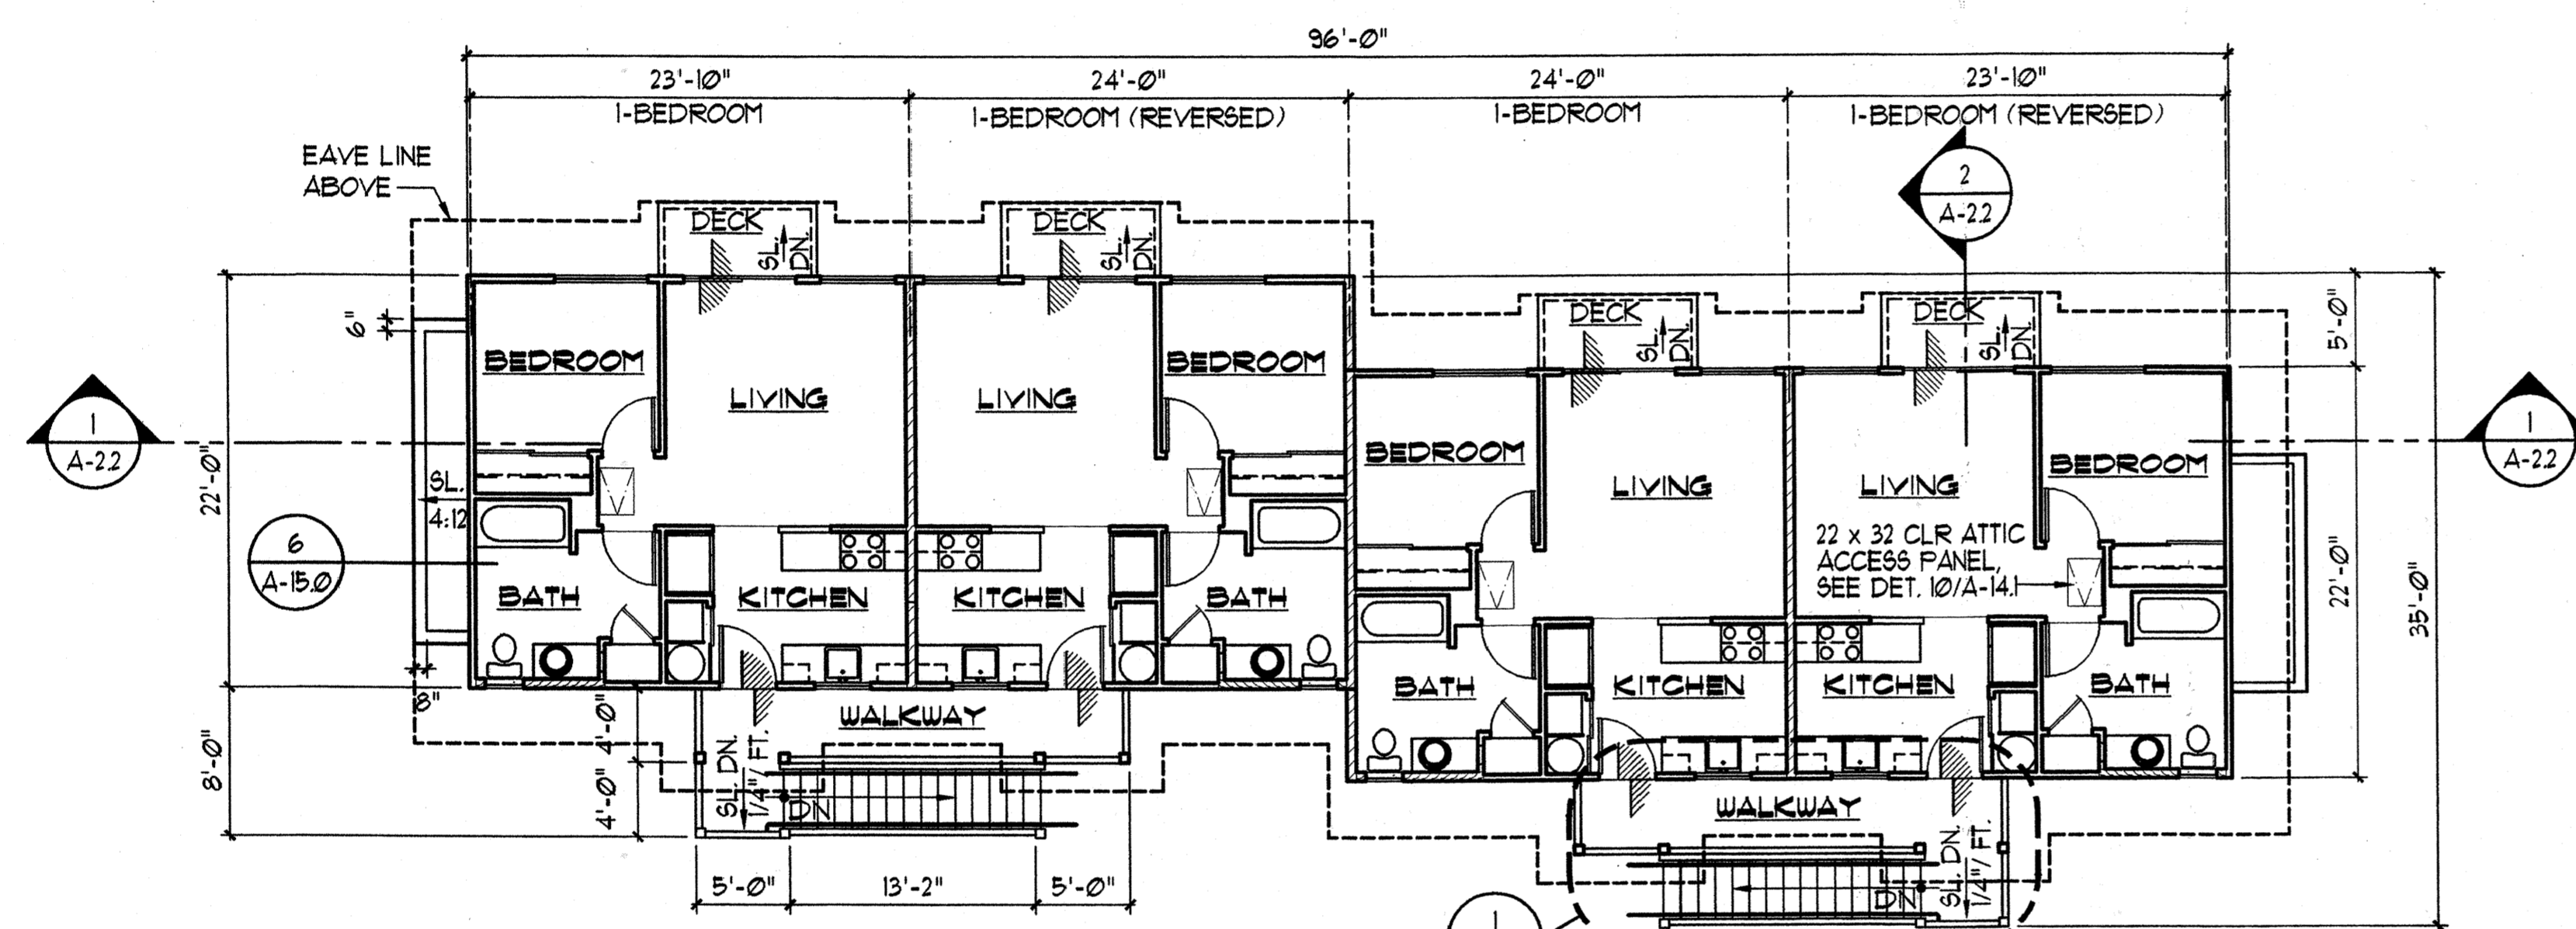 96'-0"
23'-10"
24'-0"
24'-0"
23'-10"
1-BEDROOM
1-BEDROOM (REVERSED)
1-BEDROOM
1-BEDROOM (REVERSED)
EAVE LINE
ABOVE
2
A-2.2
DECK
SL.
DN.
DECK
SL.
DN.
DECK
SL.
DN.
DECK
SL.
DN.
6"
5'-0"
BEDROOM
LIVING
LIVING
BEDROOM
1
A-2.2
1
A-2.2
BEDROOM
LIVING
LIVING
BEDROOM
22'-0"
SL.
4:12
22 x 32 CLR ATTIC
ACCESS PANEL,
SEE DET. 10/A-14.1
6
A-15.0
BATH
KITCHEN
KITCHEN
BATH
22'-0"
35'-0"
BATH
KITCHEN
KITCHEN
BATH
8"
WALKWAY
8'-0"
4'-0"
4'-0"
SL. DN.
1/4"/ FT.
DN
WALKWAY
SL. DN.
1/4"/ FT.
DN
5'-0"
13'-2"
5'-0"
1